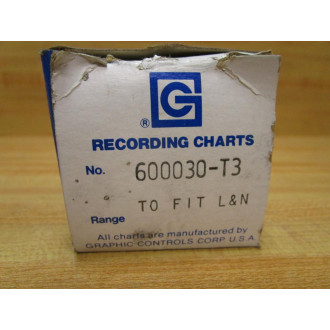 G
®
RECORDING CHARTS
No. 600030-T3
TO FIT L&N
Range
All charts are manufactured by
GRAPHIC CONTROLS CORP. U.S.A.